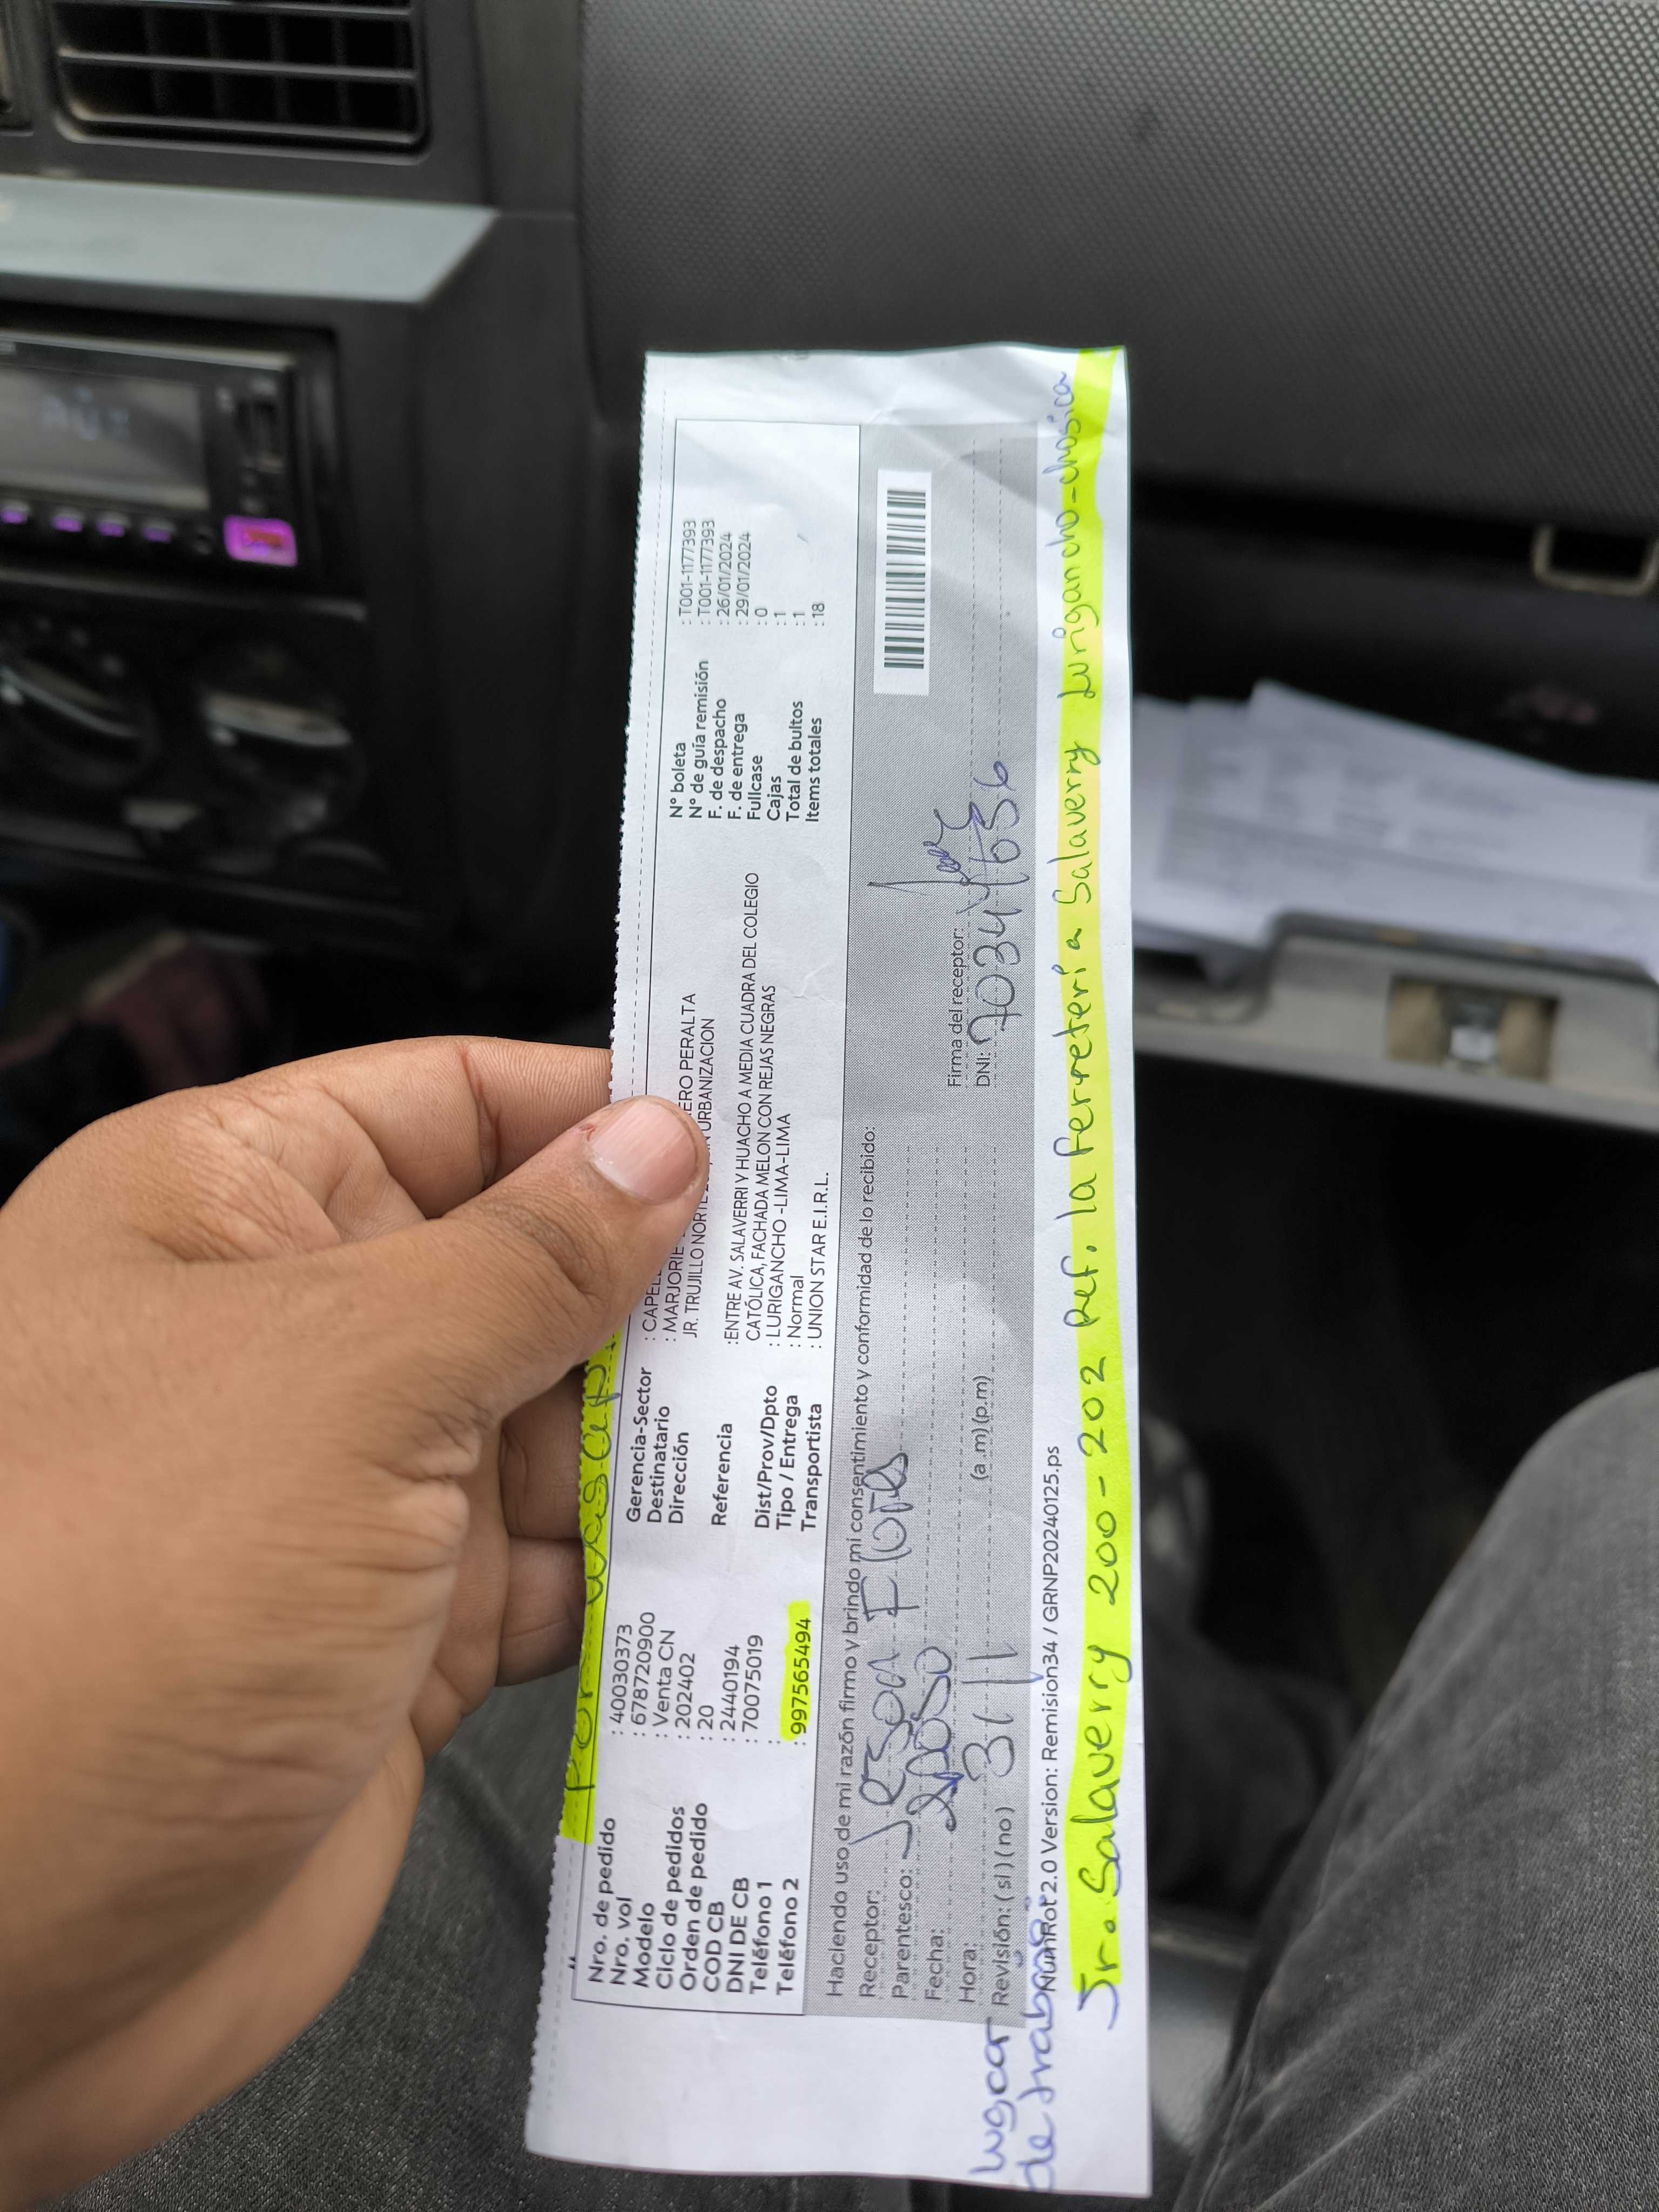 Nro. de pedido : 40030373
Nro. vol : 678720900
Modelo : Venta CN
Ciclo de pedidos : 202402
Orden de pedido : 20
COD CB : 2440194
DNI DE CB : 70075019
Teléfono 1 :
Teléfono 2 : 997565494
Gerencia-Sector : CAPEL
Destinatario : MARJORIE ERO PERALTA
Dirección JR. TRUJILLO NORTE URBANIZACION
Referencia :ENTRE AV. SALAVERRI Y HUACHO A MEDIA CUADRA DEL COLEGIO
CATÓLICA, FACHADA MELON CON REJAS NEGRAS
Dist/Prov/Dpto : LURIGANCHO -LIMA-LIMA
Tipo / Entrega : Normal
Transportista : UNION STAR E.I.R.L.
N° boleta : T001-1177393
N° de guía remisión : T001-1177393
F. de despacho : 26/01/2024
F. de entrega : 29/01/2024
Fullcase : 0
Cajas : 1
Total de bultos : 1
Items totales : 18
Haciendo uso de mi razón firmo y brindo mi consentimiento y conformidad de lo recibido:
Receptor: Flores
Parentesco: esposo
Fecha: 31
Hora: (a .m) (p.m)
Revisión: (si) (no)
Firma del receptor:
DNI:
NumRot 2.0 Version: Remision34 / GRNP20240125.ps
lugar
de trabajo:
Jr. Salaverry 200-202 Ref. la Ferretería Salaverry Lurigancho-chosica